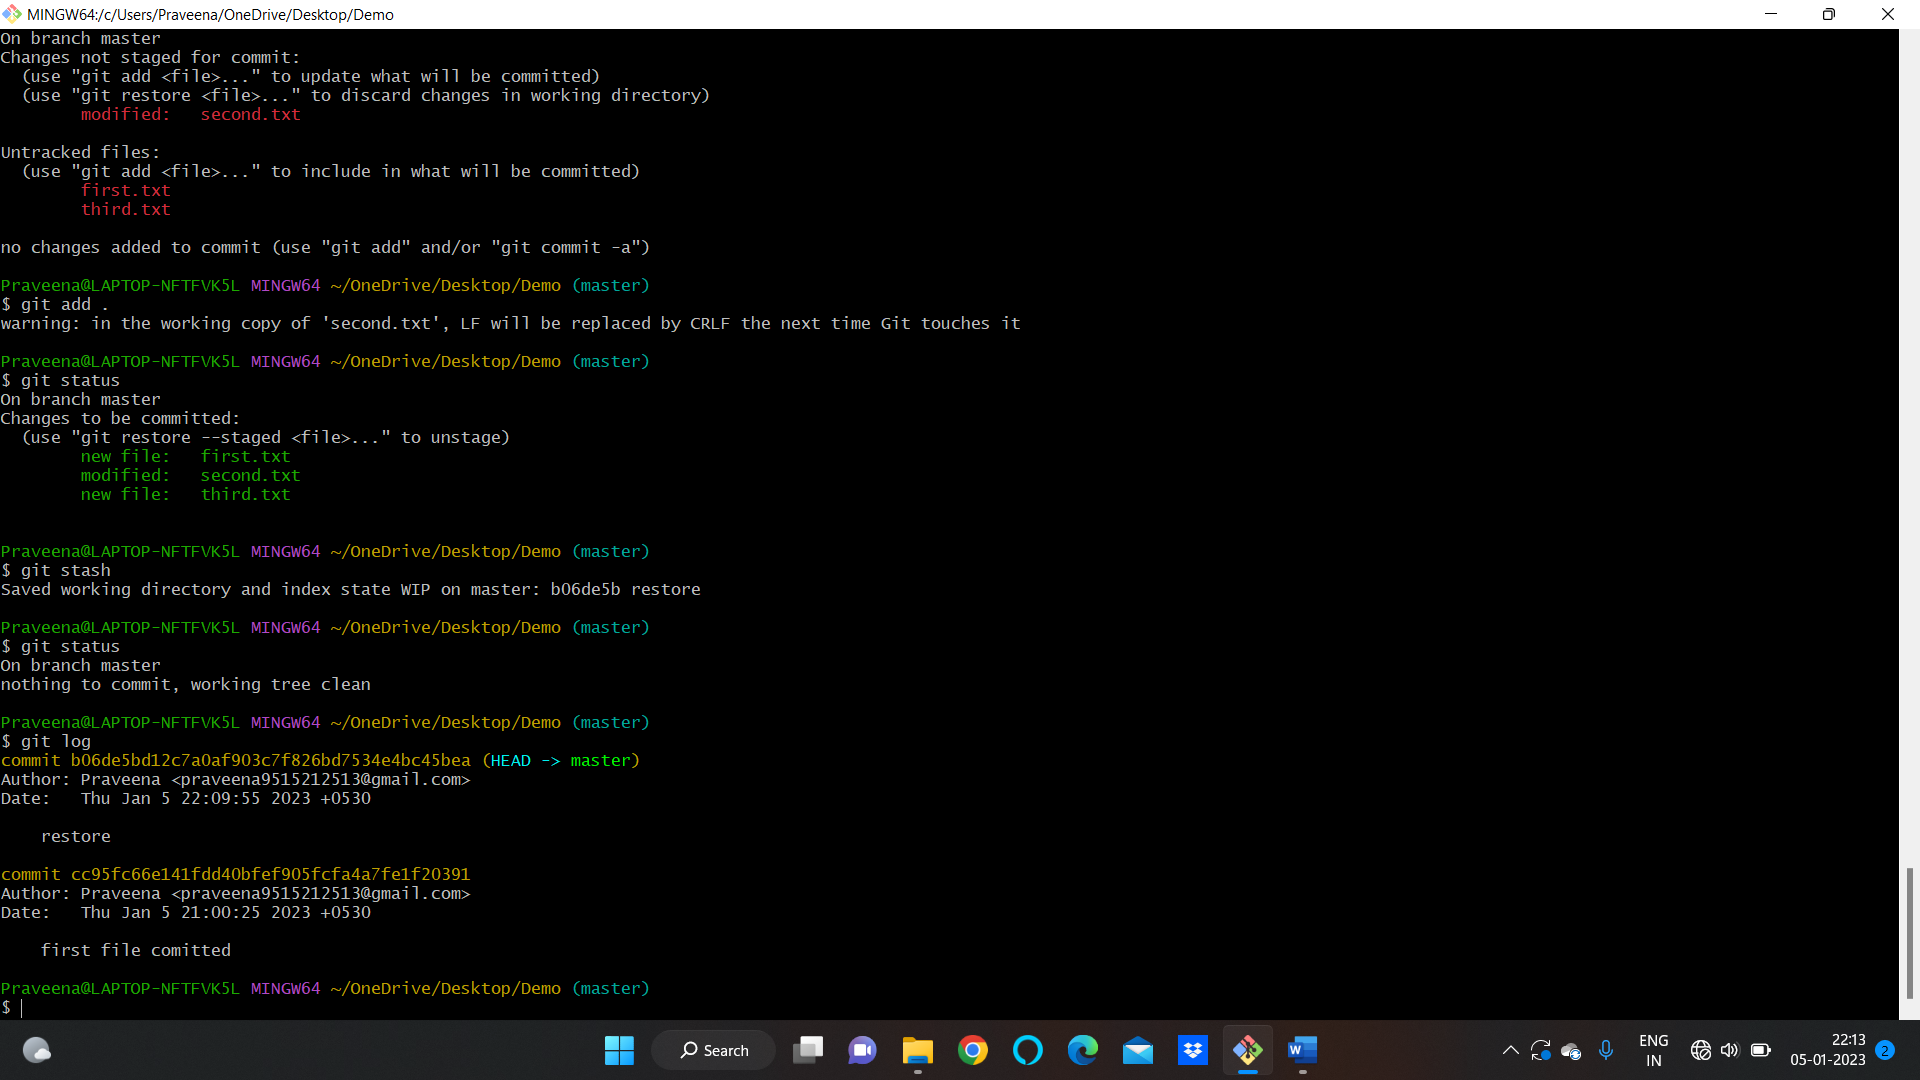 MINGW64:/c/Users/Praveena/OneDrive/Desktop/Demo
On branch master
Changes not staged for commit:
  (use "git add <file>..." to update what will be committed)
  (use "git restore <file>..." to discard changes in working directory)
        modified:   second.txt

Untracked files:
  (use "git add <file>..." to include in what will be committed)
        first.txt
        third.txt

no changes added to commit (use "git add" and/or "git commit -a")

Praveena@LAPTOP-NFTFVK5L MINGW64 ~/OneDrive/Desktop/Demo (master)
$ git add .
warning: in the working copy of 'second.txt', LF will be replaced by CRLF the next time Git touches it

Praveena@LAPTOP-NFTFVK5L MINGW64 ~/OneDrive/Desktop/Demo (master)
$ git status
On branch master
Changes to be committed:
  (use "git restore --staged <file>..." to unstage)
        new file:   first.txt
        modified:   second.txt
        new file:   third.txt

Praveena@LAPTOP-NFTFVK5L MINGW64 ~/OneDrive/Desktop/Demo (master)
$ git stash
Saved working directory and index state WIP on master: b06de5b restore

Praveena@LAPTOP-NFTFVK5L MINGW64 ~/OneDrive/Desktop/Demo (master)
$ git status
On branch master
nothing to commit, working tree clean

Praveena@LAPTOP-NFTFVK5L MINGW64 ~/OneDrive/Desktop/Demo (master)
$ git log
commit b06de5bd12c7a0af903c7f826bd7534e4bc45bea (HEAD -> master)
Author: Praveena <praveena9515212513@gmail.com>
Date:   Thu Jan 5 22:09:55 2023 +0530

    restore

commit cc95fc66e141fdd40bfef905fcfa4a7fe1f20391
Author: Praveena <praveena9515212513@gmail.com>
Date:   Thu Jan 5 21:00:25 2023 +0530

    first file comitted

Praveena@LAPTOP-NFTFVK5L MINGW64 ~/OneDrive/Desktop/Demo (master)
$
Search
W
ENG
IN
22:13
05-01-2023
2